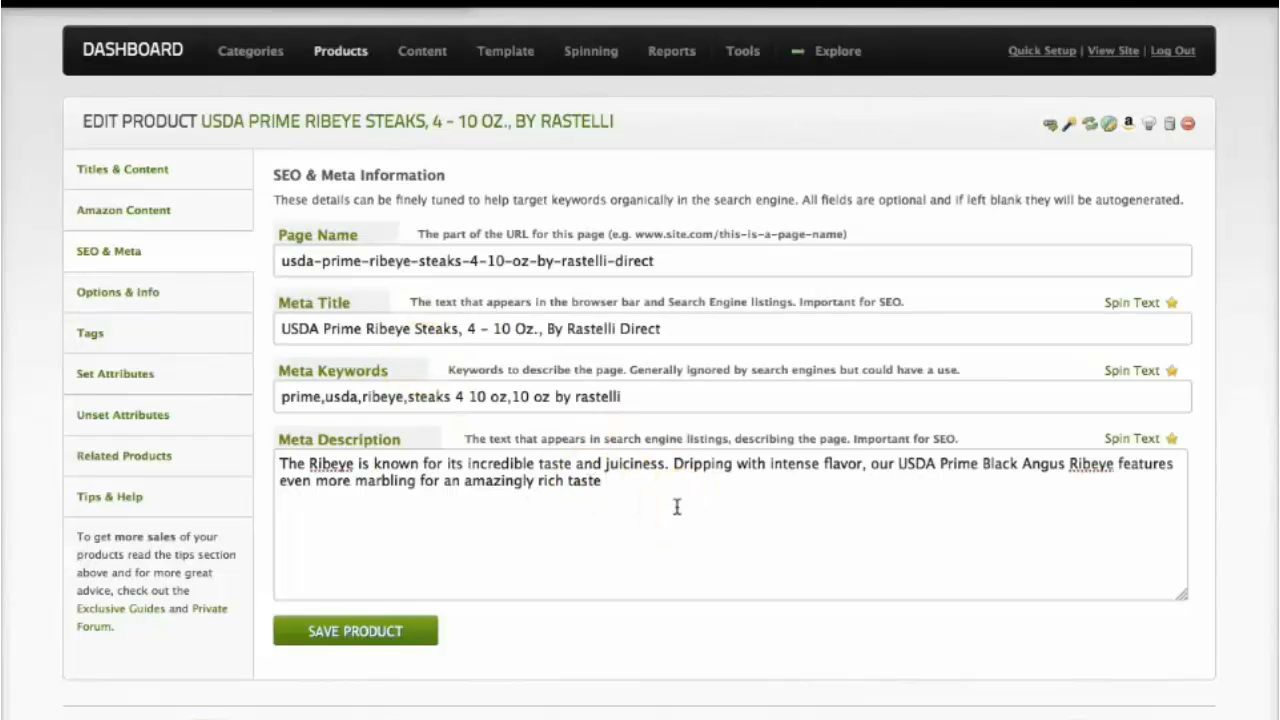 DASHBOARD Categories Products Content Template Spinning Reports Tools Explore Quick Setup | View Site | Log Out
EDIT PRODUCT USDA PRIME RIBEYE STEAKS, 4 - 10 OZ., BY RASTELLI
a
Titles & Content
Amazon Content
SEO & Meta
Options & Info
Tags
Set Attributes
Unset Attributes
Related Products
Tips & Help
To get more sales of your
products read the tips section
above and for more great
advice, check out the
Exclusive Guides and Private
Forum.
SEO & Meta Information
These details can be finely tuned to help target keywords organically in the search engine. All fields are optional and if left blank they will be autogenerated.
Page Name The part of the URL for this page (e.g. www.site.com/this-is-a-page-name)
usda-prime-ribeye-steaks-4-10-oz-by-rastelli-direct
Meta Title The text that appears in the browser bar and Search Engine listings. Important for SEO. Spin Text
USDA Prime Ribeye Steaks, 4 - 10 Oz., By Rastelli Direct
Meta Keywords Keywords to describe the page. Generally ignored by search engines but could have a use. Spin Text
prime,usda,ribeye,steaks 4 10 oz,10 oz by rastelli
Meta Description The text that appears in search engine listings, describing the page. Important for SEO. Spin Text
The Ribeye is known for its incredible taste and juiciness. Dripping with intense flavor, our USDA Prime Black Angus Ribeye features
even more marbling for an amazingly rich taste
SAVE PRODUCT